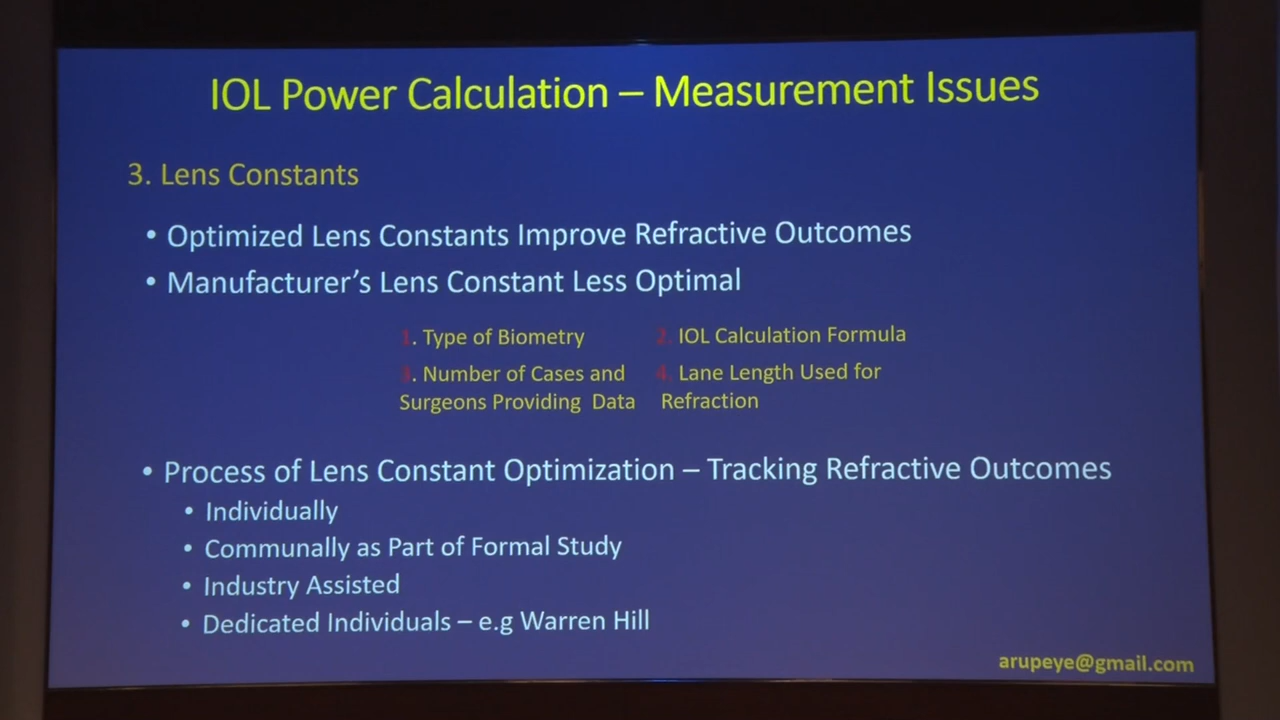 IOL Power Calculation – Measurement Issues
3. Lens Constants
• Optimized Lens Constants Improve Refractive Outcomes
• Manufacturer's Lens Constant Less Optimal
1. Type of Biometry
2. IOL Calculation Formula
3. Number of Cases and
Surgeons Providing Data
4. Lane Length Used for
Refraction
• Process of Lens Constant Optimization – Tracking Refractive Outcomes
• Individually
• Communally as Part of Formal Study
• Industry Assisted
• Dedicated Individuals – e.g Warren Hill
arupeye@gmail.com